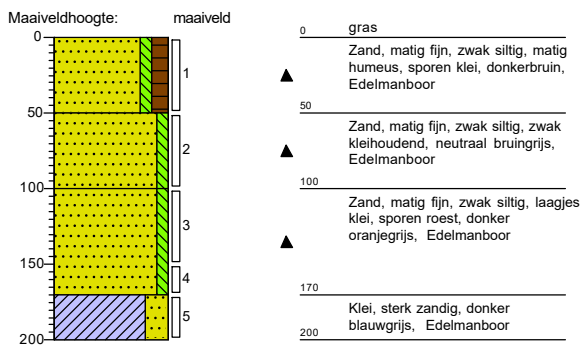 Maaiveldhoogte: maaiveld
0
50
100
150
200
1
2
3
4
5
0 gras
Zand, matig fijn, zwak siltig, matig
humeus, sporen klei, donkerbruin,
Edelmanboor
50
Zand, matig fijn, zwak siltig, zwak
kleihoudend, neutraal bruingrijs,
Edelmanboor
100
Zand, matig fijn, zwak siltig, laagjes
klei, sporen roest, donker
oranjegrijs, Edelmanboor
170
Klei, sterk zandig, donker
blauwgrijs, Edelmanboor
200